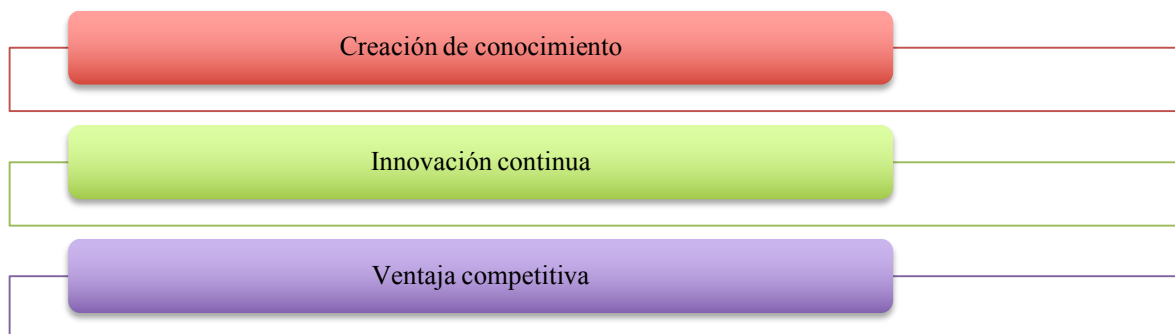 Creación de conocimiento
Innovación continua
Ventaja competitiva